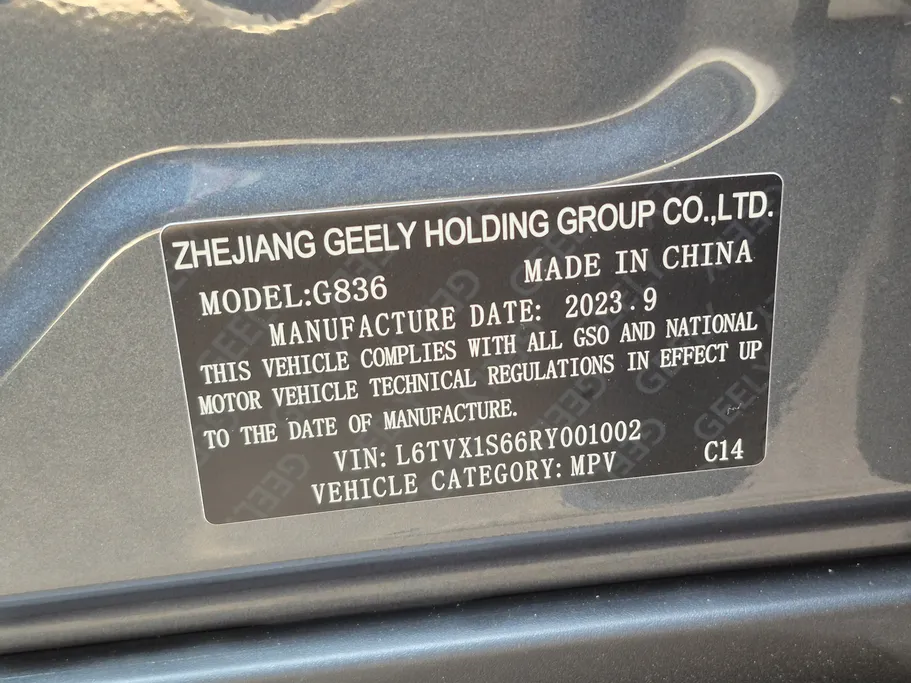 ZHEJIANG GEELY HOLDING GROUP CO.,LTD.
MODEL:G836 MADE IN CHINA
MANUFACTURE DATE: 2023.9
THIS VEHICLE COMPLIES WITH ALL GSO AND NATIONAL
MOTOR VEHICLE TECHNICAL REGULATIONS IN EFFECT UP
TO THE DATE OF MANUFACTURE.
VIN: L6TVX1S66RY001002
VEHICLE CATEGORY: MPV C14